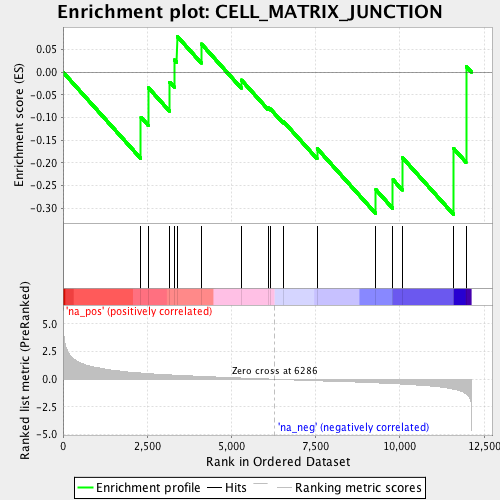 Enrichment plot: CELL_MATRIX_JUNCTION
Enrichment score (ES)
0.05
0.00
-0.05
-0.10
-0.15
-0.20
-0.25
-0.30
'na_pos' (positively correlated)
Ranked list metric (PreRanked)
5.0
2.5
0.0
-2.5
-5.0
Zero cross at 6286
'na_neg' (negatively correlated)
0 2,500 5,000 7,500 10,000 12,500
Rank in Ordered Dataset
Enrichment profile Hits Ranking metric scores